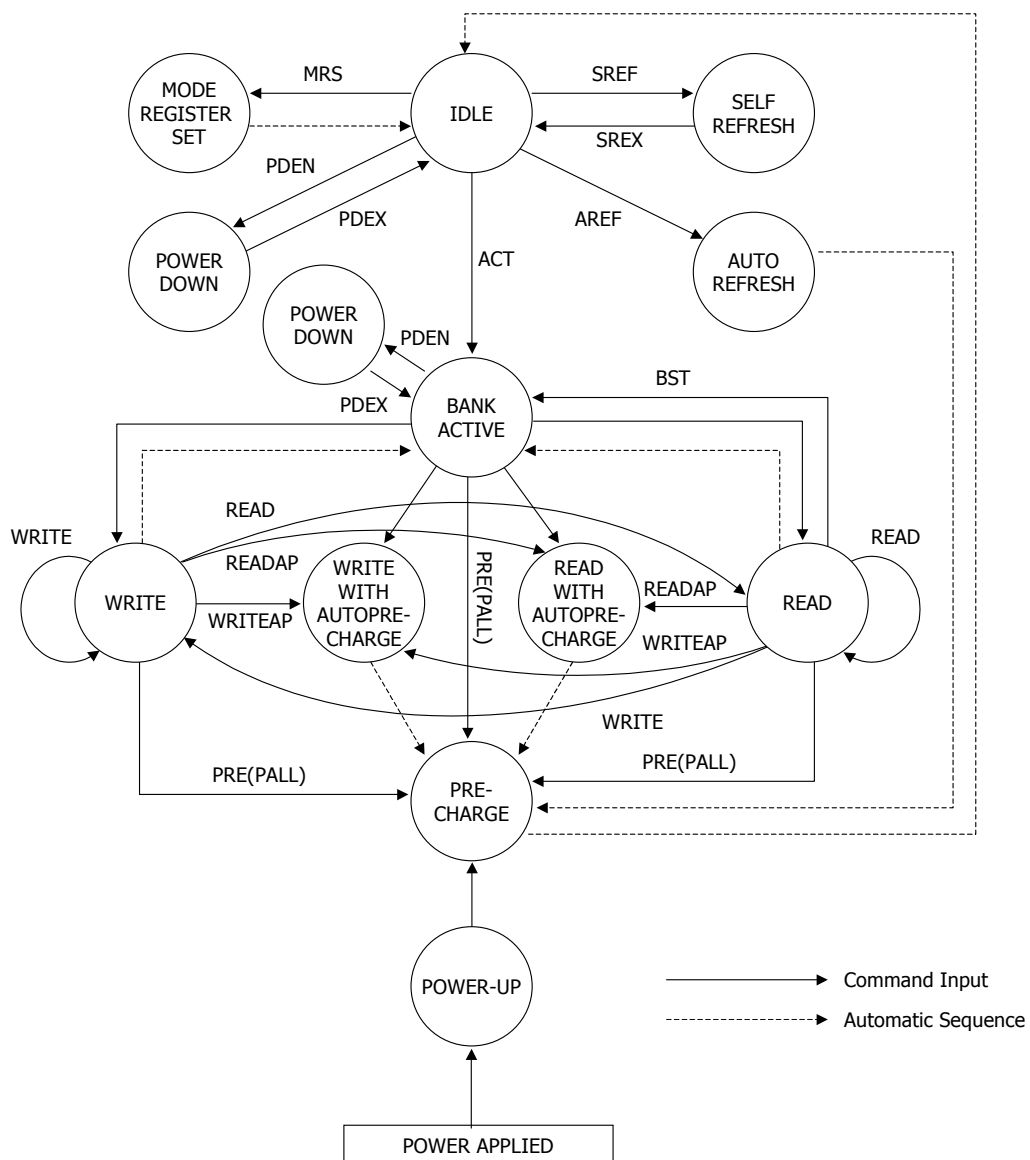 MRS
SREF
MODE
REGISTER
SET
IDLE
SELF
REFRESH
SREX
PDEN
PDEX
AREF
POWER
DOWN
ACT
AUTO
REFRESH
POWER
DOWN
PDEN
PDEX
BANK
ACTIVE
BST
WRITE
READ
READAP
PRE(PALL)
READ
WRITE
WRITEAP
WRITE
WITH
AUTOPRE-
CHARGE
READ
WITH
AUTOPRE-
CHARGE
READAP
WRITEAP
READ
WRITE
PRE(PALL)
PRE(PALL)
PRE-
CHARGE
POWER-UP
Command Input
Automatic Sequence
POWER APPLIED